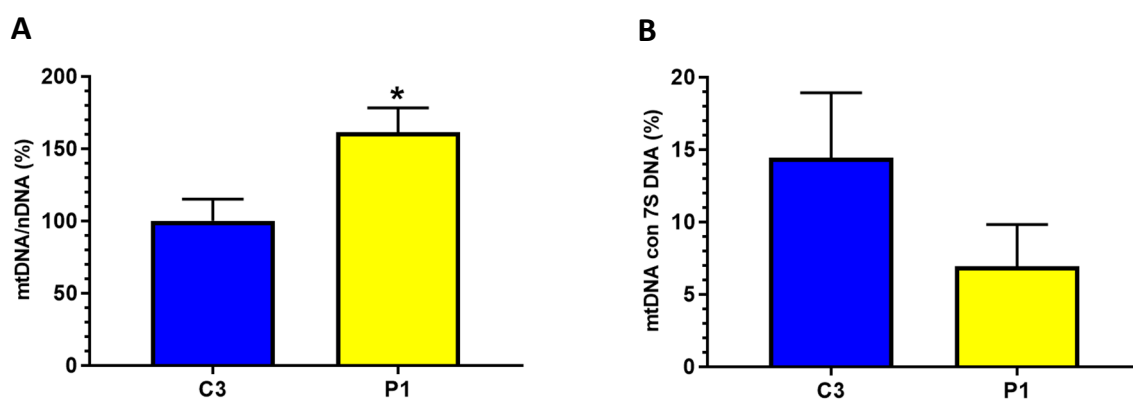 A
mtDNA/nDNA (%)
200
150
100
50
0
*
C3
P1
B
mtDNA con 7S DNA (%)
20
15
10
5
0
C3
P1